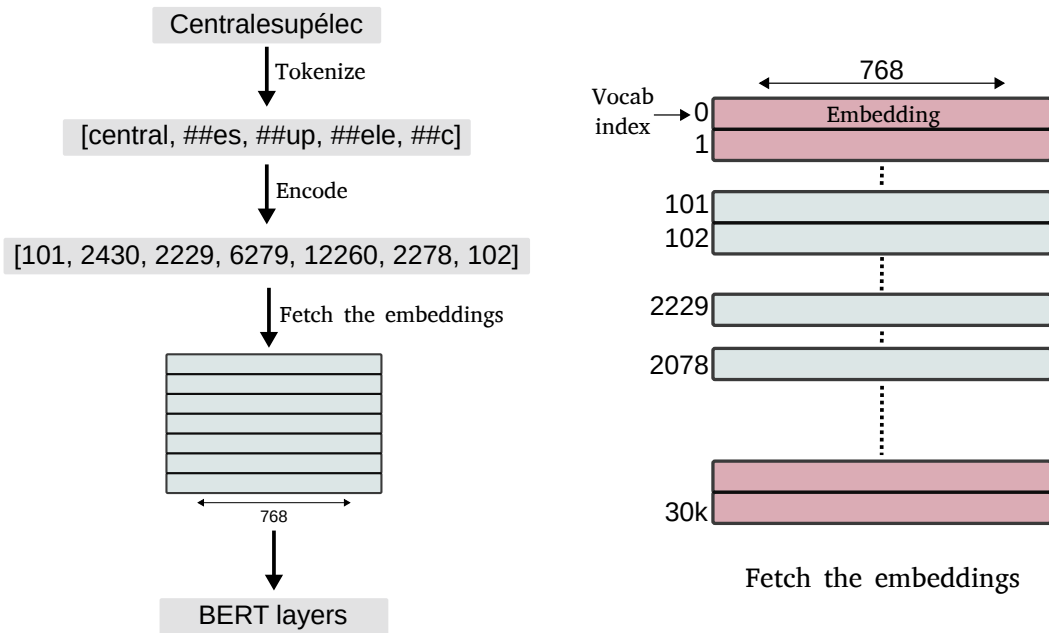 Centralesupélec
Tokenize
[central, ##es, ##up, ##ele, ##c]
Encode
[101, 2430, 2229, 6279, 12260, 2278, 102]
Fetch the embeddings
768
BERT layers
768
Vocab
index
0
Embedding
1
101
102
2229
2078
30k
Fetch the embeddings